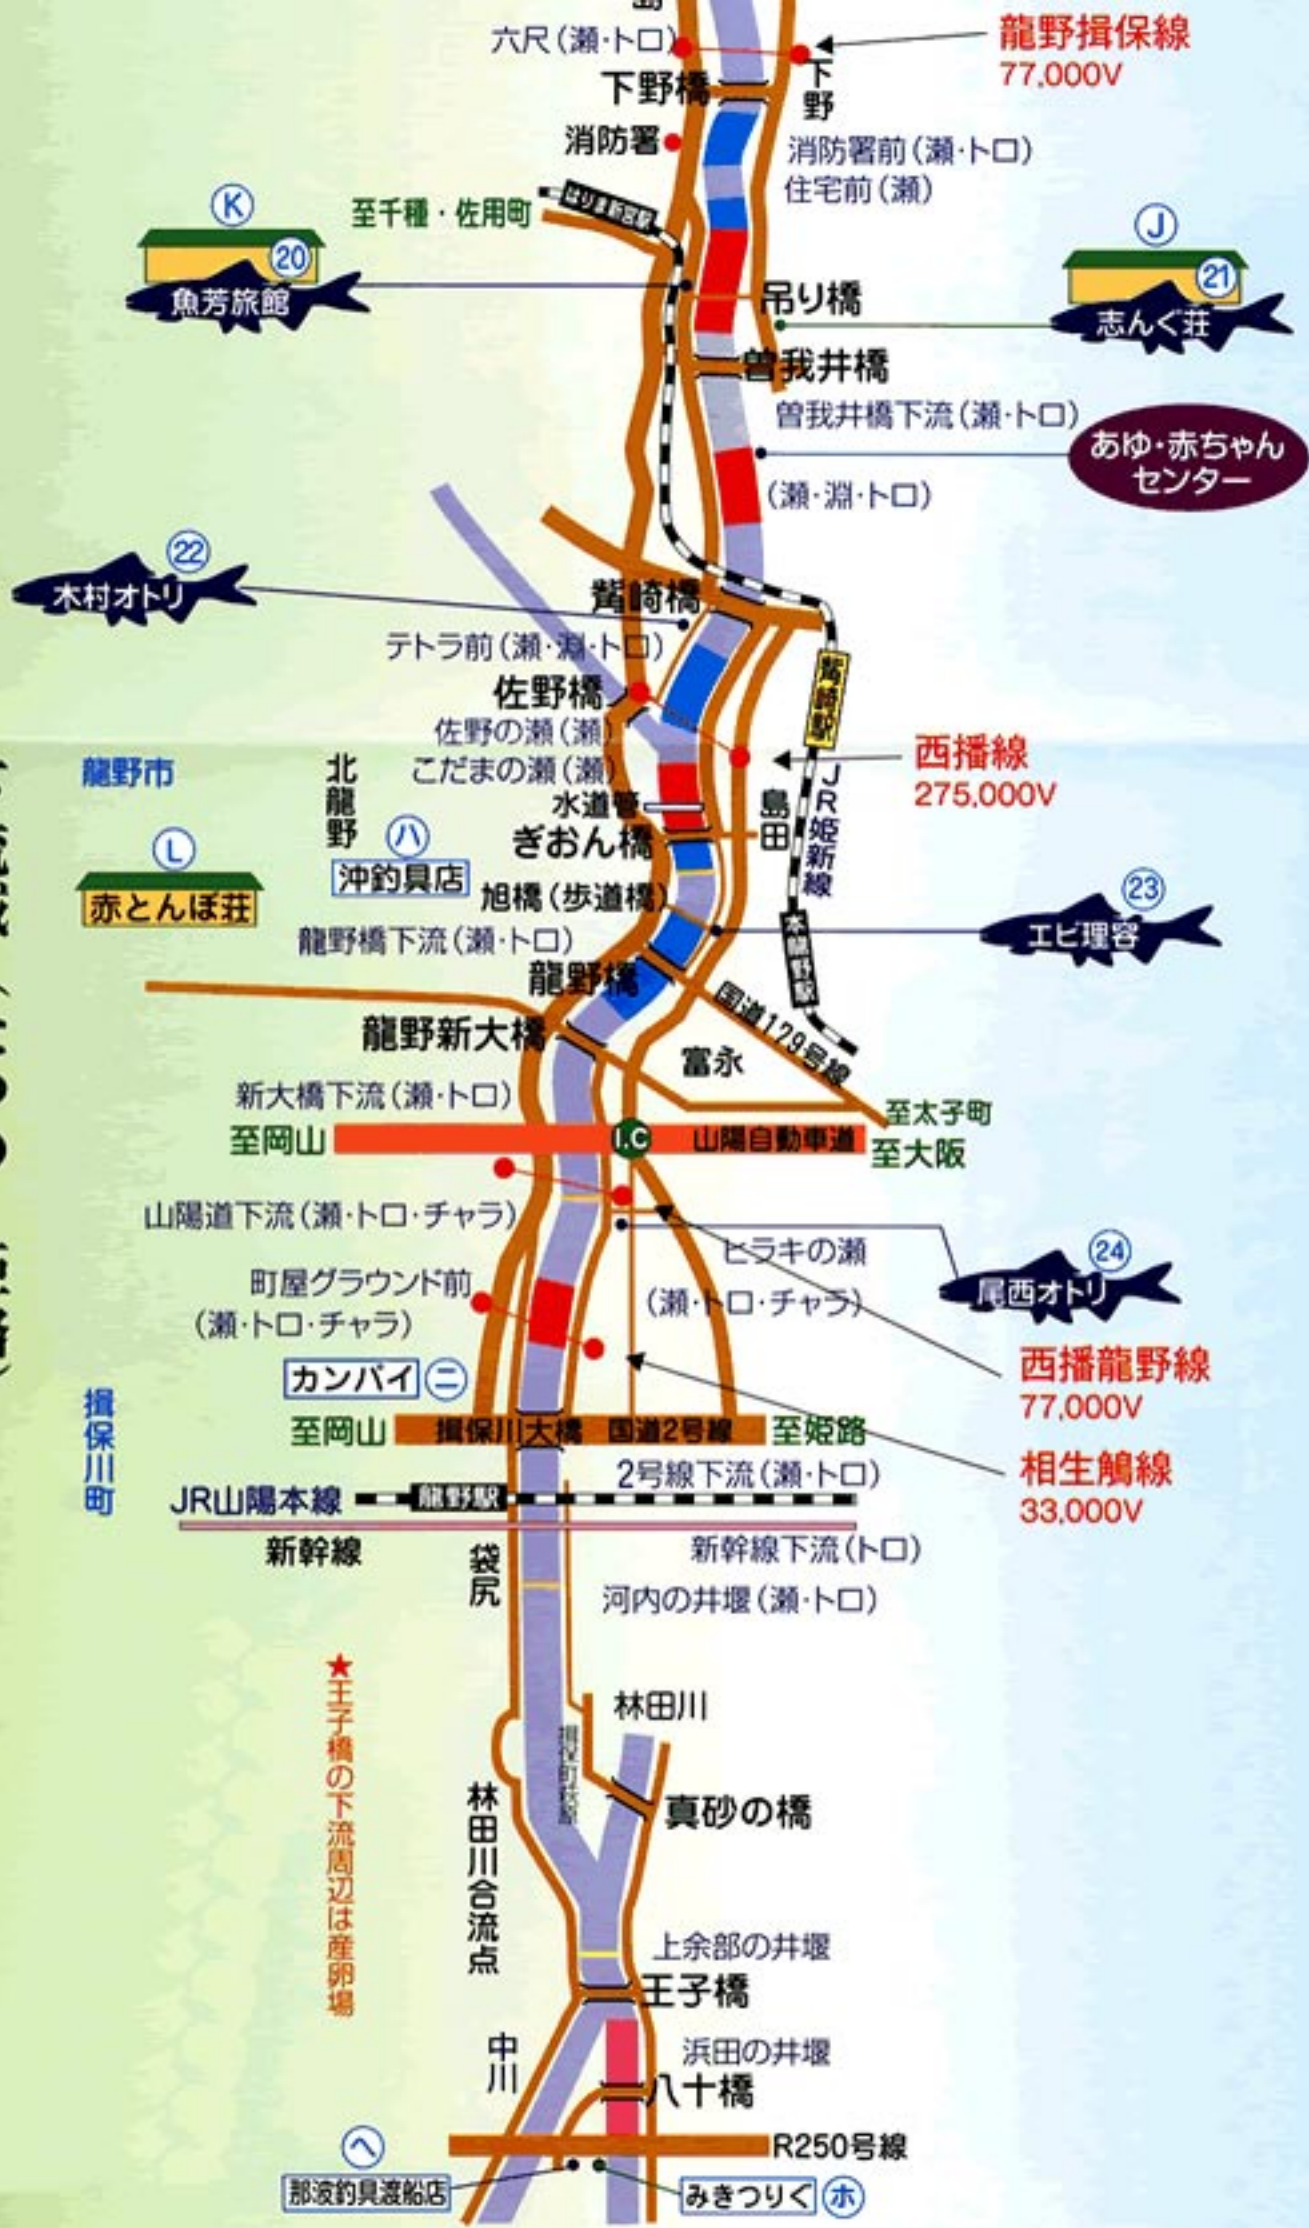 六尺(瀬・トロ)
龍野揖保線
77,000V
下野橋
下野
消防署
消防署前(瀬・トロ)
住宅前(瀬)
はりま新宮駅
至千種・佐用町
K
20
魚芳旅館
J
21
志んぐ荘
吊り橋
曽我井橋
曽我井橋下流(瀬・トロ)
あゆ・赤ちゃん
センター
(瀬・淵・トロ)
22
木村オトリ
觜崎橋
テトラ前(瀬・淵・トロ)
觜崎駅
佐野橋
佐野の瀬(瀬)
西播線
275,000V
龍野市
北龍野
こだまの瀬(瀬)
水道管
島田
JR姫新線
ぎおん橋
ハ
沖釣具店
L
赤とんぼ荘
旭橋(歩道橋)
23
エビ理容
本龍野駅
龍野橋下流(瀬・トロ)
龍野橋
国道179号線
龍野新大橋
富永
新大橋下流(瀬・トロ)
至太子町
至岡山
I.C
山陽自動車道
至大阪
山陽道下流(瀬・トロ・チャラ)
ヒラキの瀬
(瀬・トロ・チャラ)
24
尾西オトリ
町屋グラウンド前
(瀬・トロ・チャラ)
西播龍野線
77,000V
カンバイ
ニ
至岡山
揖保川大橋
国道2号線
至姫路
揖保川町
相生鵤線
33,000V
2号線下流(瀬・トロ)
JR山陽本線
龍野駅
新幹線
新幹線下流(トロ)
袋尻
河内の井堰(瀬・トロ)
★王子橋の下流周辺は産卵場
林田川
真砂の橋
林田川合流点
上余部の井堰
王子橋
中川
浜田の井堰
八十橋
R250号線
ヘ
那波釣具渡船店
みきつりぐ
ホ